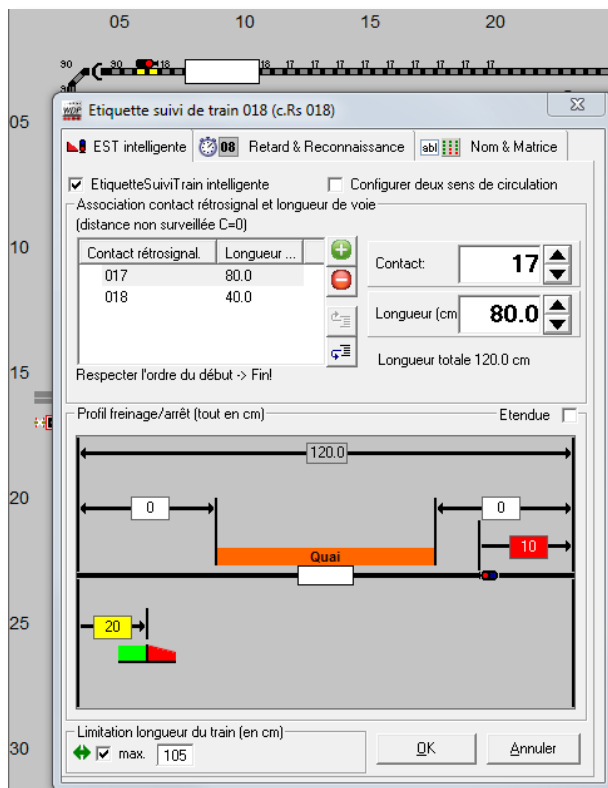 05 10 15 20
90 90 18 18 17 17 17 17 17 17 17 17 17 17
Etiquette suivi de train 018 (c.Rs 018)
05
EST intelligente 08 Retard & Reconnaissance abl Nom & Matrice
EtiquetteSuiviTrain intelligente Configurer deux sens de circulation
Association contact rétrosignal et longueur de voie
(distance non surveillée C=0)
10
Contact rétrosignal. Longueur ...
Contact: 17
017 80.0
018 40.0
Longueur (cm 80.0
Longueur totale 120.0 cm
15
Respecter l'ordre du début -> Fin!
Profil freinage/arrêt (tout en cm) Etendue
120.0
20
0 0
10
Quai
25
20
Limitation longueur du train (en cm)
30
max. 105
OK Annuler